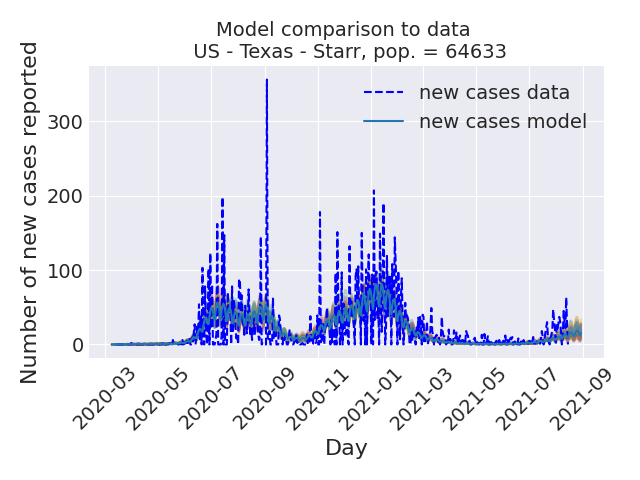 Model comparison to data
US - Texas - Starr, pop. = 64633
new cases data
new cases model
Number of new cases reported
300
200
100
0
2020-03
2020-05
2020-07
2020-09
2020-11
2021-01
2021-03
2021-05
2021-07
2021-09
Day